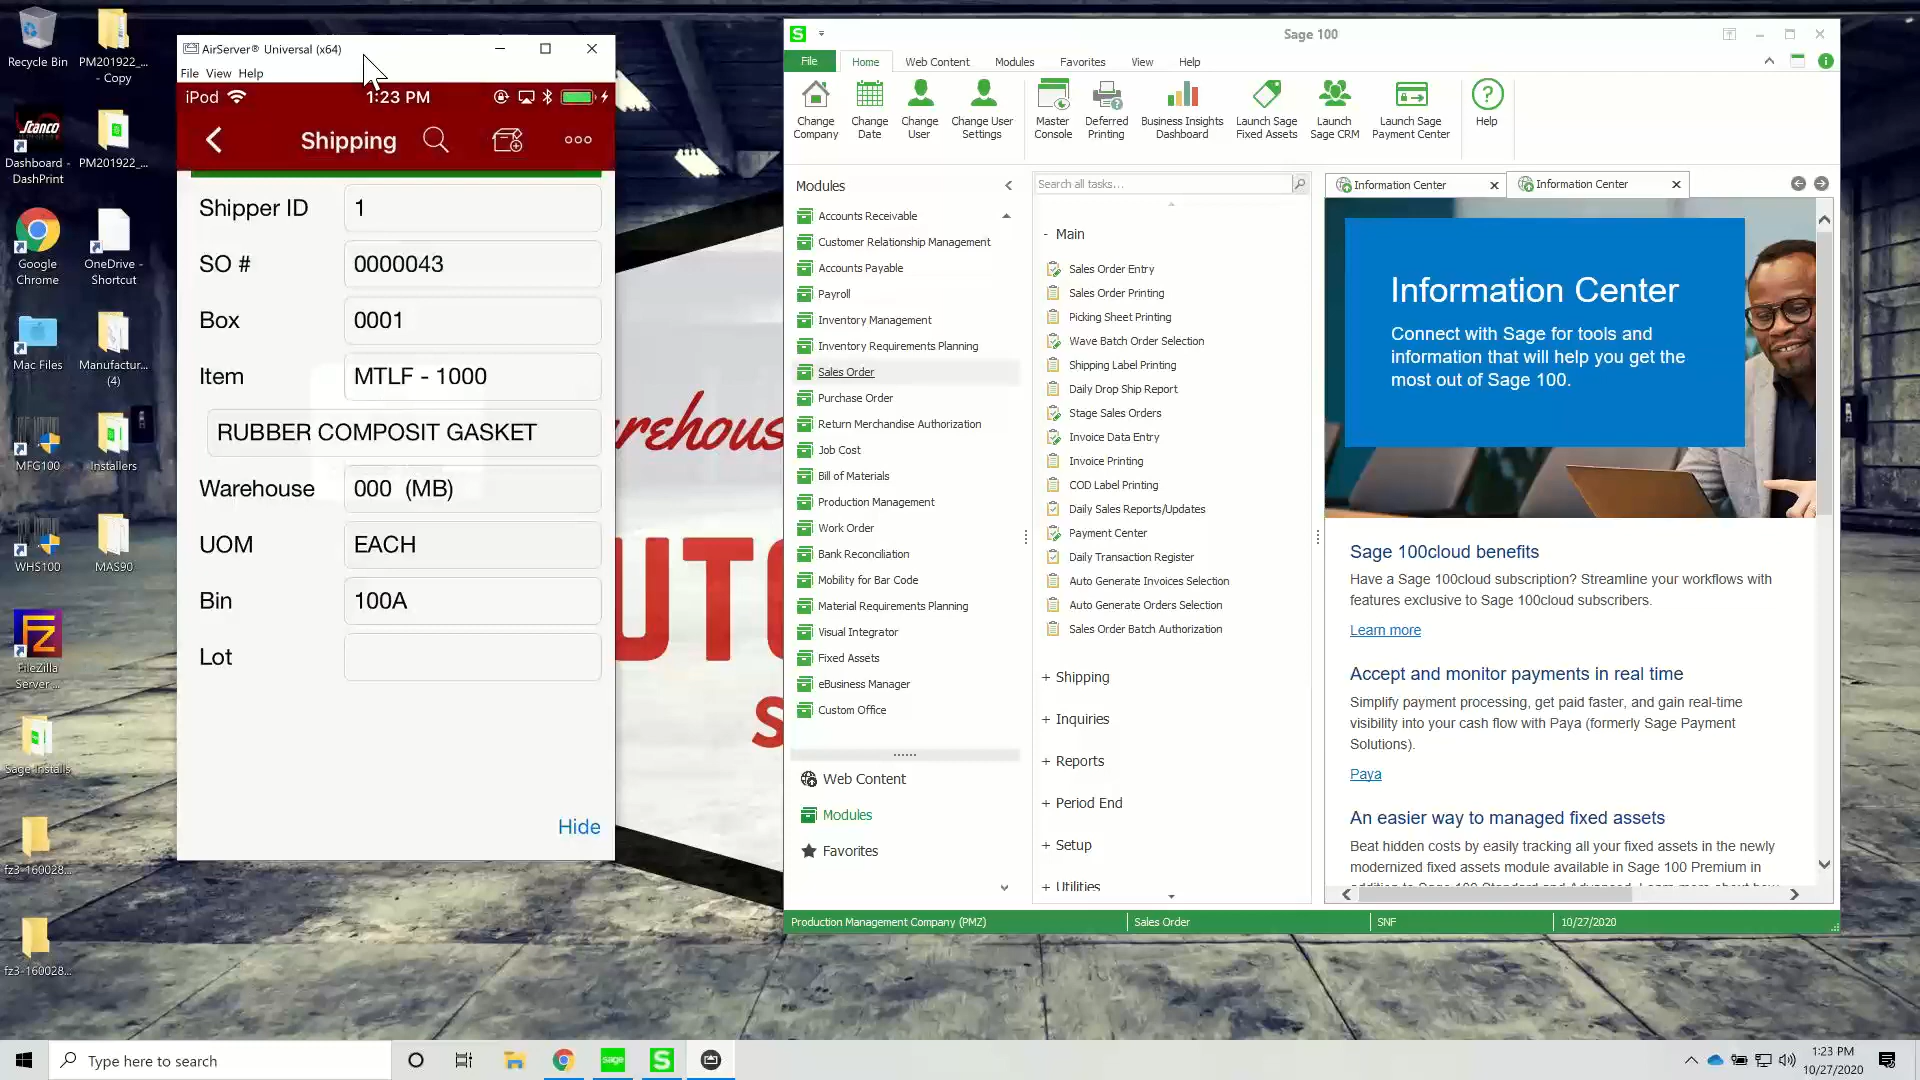 Recycle Bin
PM201922_...
- Copy
Stanco
Dashboard -
DashPrint
PM201922_...
Google
Chrome
OneDrive -
Shortcut
Mac Files
Manufactur...
(4)
MFG100
Installers
WHS100
MAS90
FileZilla
Server ...
Sage Installs
fz3-160028...
fz3-160028...
AirServer® Universal (x64)
File View Help
iPod
1:23 PM
Shipping
Shipper ID
1
SO #
0000043
Box
0001
Item
MTLF - 1000
RUBBER COMPOSIT GASKET
Warehouse
000 (MB)
UOM
EACH
Bin
100A
Lot
Hide
Sage 100
File
Home
Web Content
Modules
Favorites
View
Help
Change
Company
Change
Date
Change
User
Change User
Settings
Master
Console
Deferred
Printing
Business Insights
Dashboard
Launch Sage
Fixed Assets
Launch
Sage CRM
Launch Sage
Payment Center
Help
Modules
Accounts Receivable
Customer Relationship Management
Accounts Payable
Payroll
Inventory Management
Inventory Requirements Planning
Sales Order
Purchase Order
Return Merchandise Authorization
Job Cost
Bill of Materials
Production Management
Work Order
Bank Reconciliation
Mobility for Bar Code
Material Requirements Planning
Visual Integrator
Fixed Assets
eBusiness Manager
Custom Office
Web Content
Modules
Favorites
Search all tasks...
- Main
Sales Order Entry
Sales Order Printing
Picking Sheet Printing
Wave Batch Order Selection
Shipping Label Printing
Daily Drop Ship Report
Stage Sales Orders
Invoice Data Entry
Invoice Printing
COD Label Printing
Daily Sales Reports/Updates
Payment Center
Daily Transaction Register
Auto Generate Invoices Selection
Auto Generate Orders Selection
Sales Order Batch Authorization
+ Shipping
+ Inquiries
+ Reports
+ Period End
+ Setup
+ Utilities
Information Center
Information Center
Information Center
Connect with Sage for tools and
information that will help you get the
most out of Sage 100.
Sage 100cloud benefits
Have a Sage 100cloud subscription? Streamline your workflows with
features exclusive to Sage 100cloud subscribers.
Learn more
Accept and monitor payments in real time
Simplify payment processing, get paid faster, and gain real-time
visibility into your cash flow with Paya (formerly Sage Payment
Solutions).
Paya
An easier way to managed fixed assets
Beat hidden costs by easily tracking all your fixed assets in the newly
modernized fixed assets module available in Sage 100 Premium in
Production Management Company (PMZ)
Sales Order
SNF
10/27/2020
rehous
UTO
S
Type here to search
sage
1:23 PM
10/27/2020